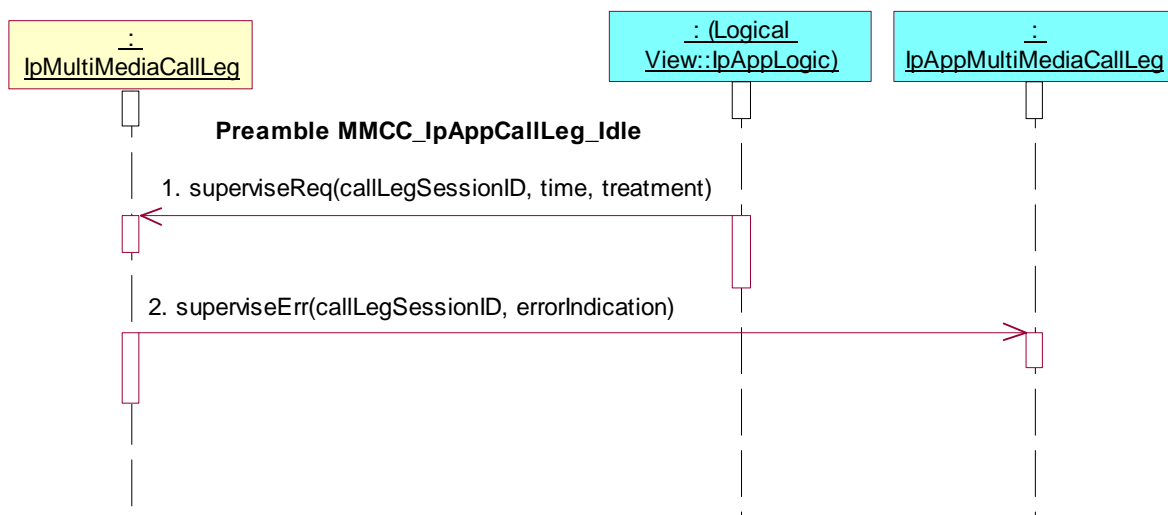 :
IpMultiMediaCallLeg
: (Logical
View::IpAppLogic)
:
IpAppMultiMediaCallLeg
Preamble MMCC_IpAppCallLeg_Idle
1. superviseReq(callLegSessionID, time, treatment)
2. superviseErr(callLegSessionID, errorIndication)